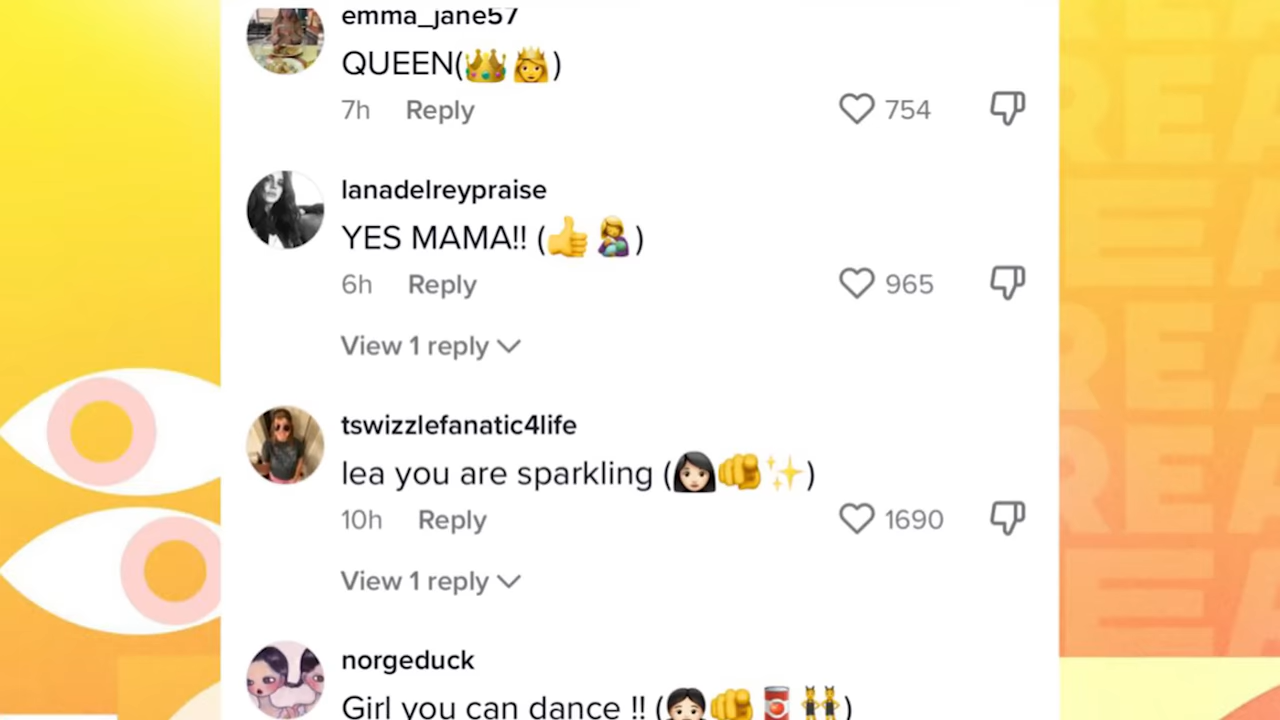 emma_jane57
QUEEN(👑👸)
7h Reply 754
lanadelreypraise
YES MAMA!! (👍🤱)
6h Reply 965
View 1 reply
tswizzlefanatic4life
lea you are sparkling (👩🏻🫵✨)
10h Reply 1690
View 1 reply
norgeduck
Girl you can dance !! (👧🏻🫵🥫👯)